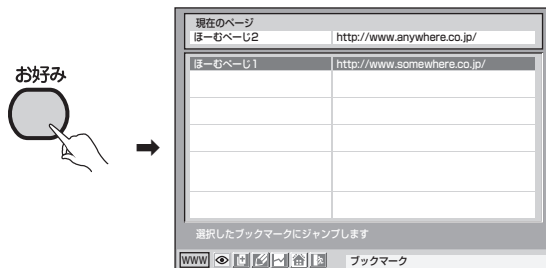 お好み
現在のページ
ほーむぺーじ2 http://www.anywhere.co.jp/
ほーむぺーじ1 http://www.somewhere.co.jp/
選択したブックマークにジャンプします
WWW ブックマーク